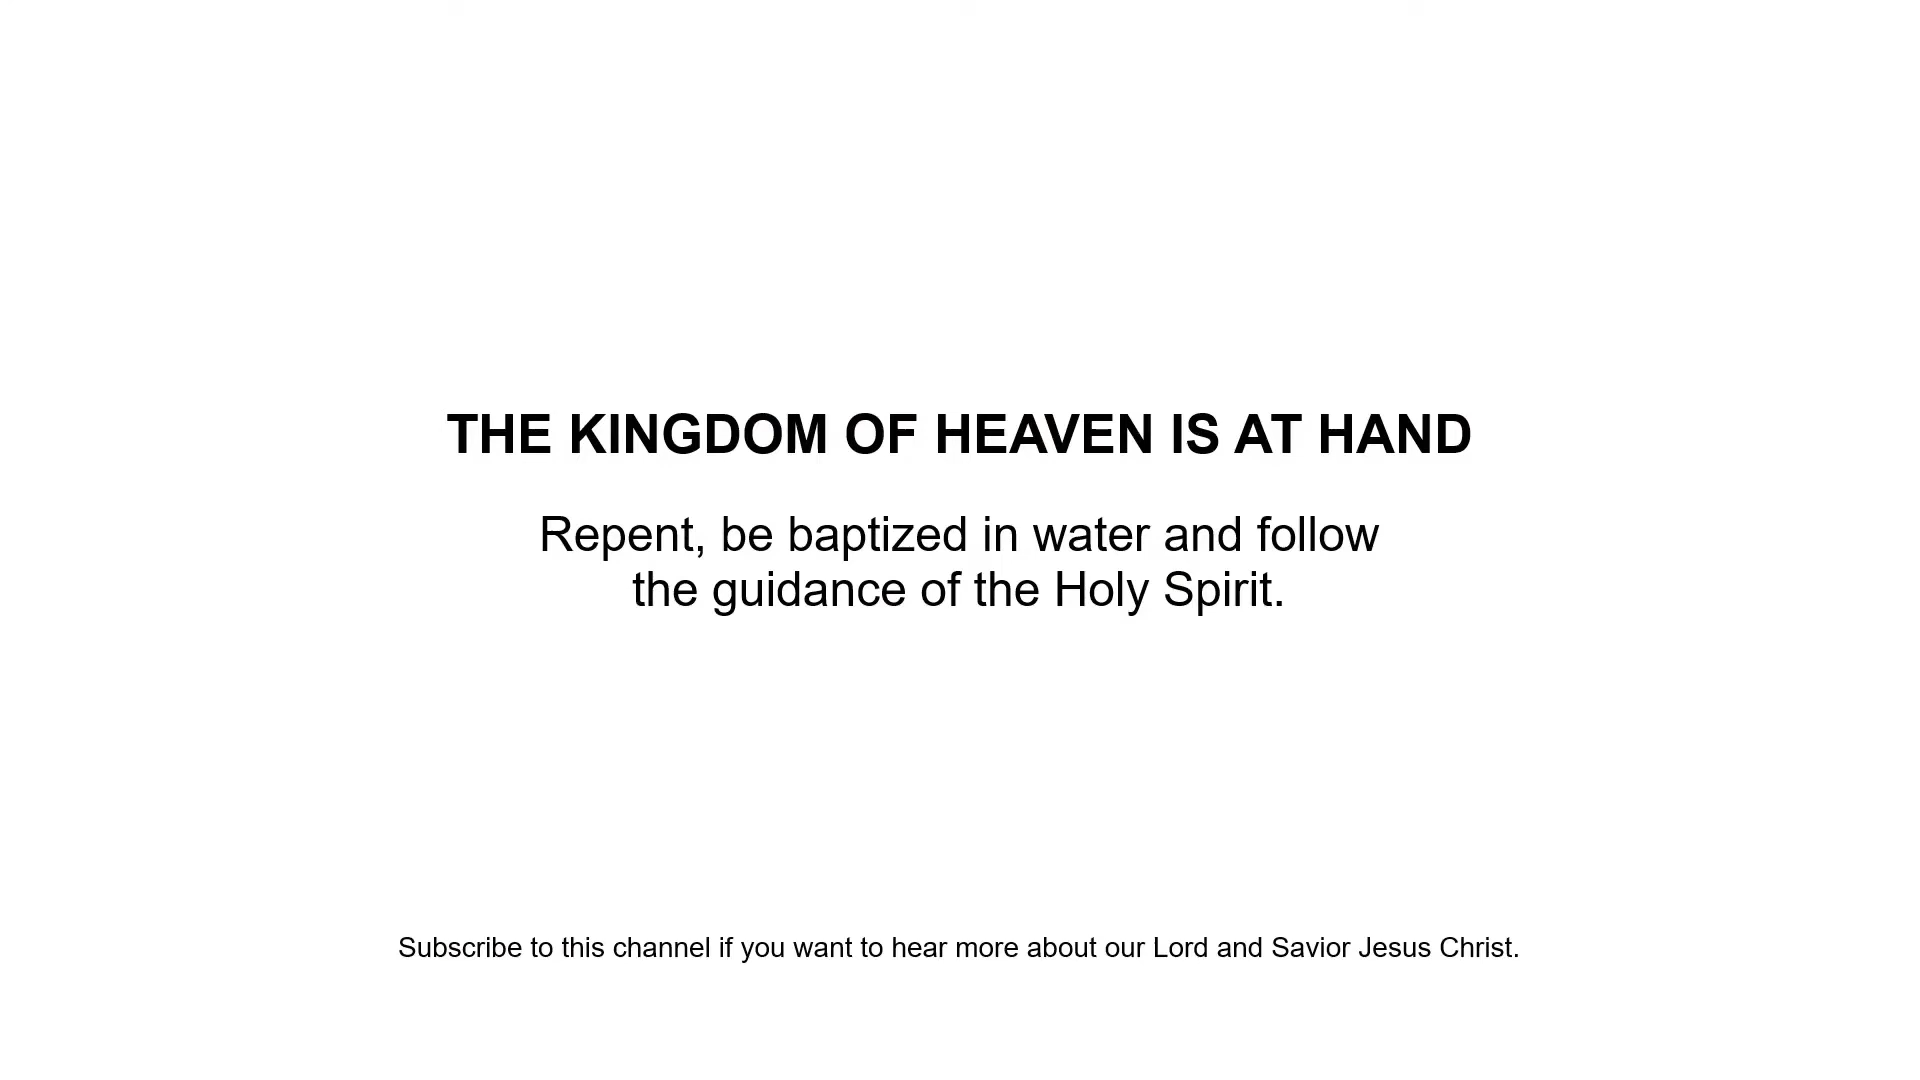 THE KINGDOM OF HEAVEN IS AT HAND
Repent, be baptized in water and follow
the guidance of the Holy Spirit.
Subscribe to this channel if you want to hear more about our Lord and Savior Jesus Christ.